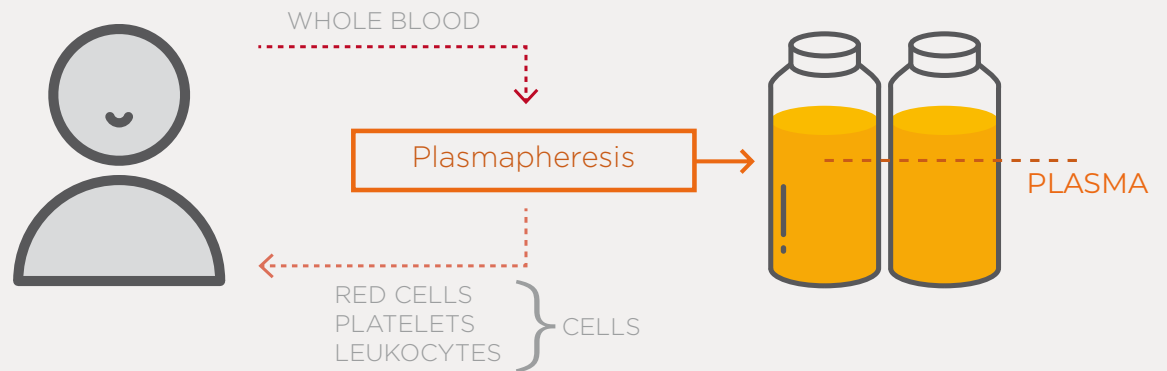 WHOLE BLOOD
Plasmapheresis
PLASMA
RED CELLS
PLATELETS
LEUKOCYTES
CELLS